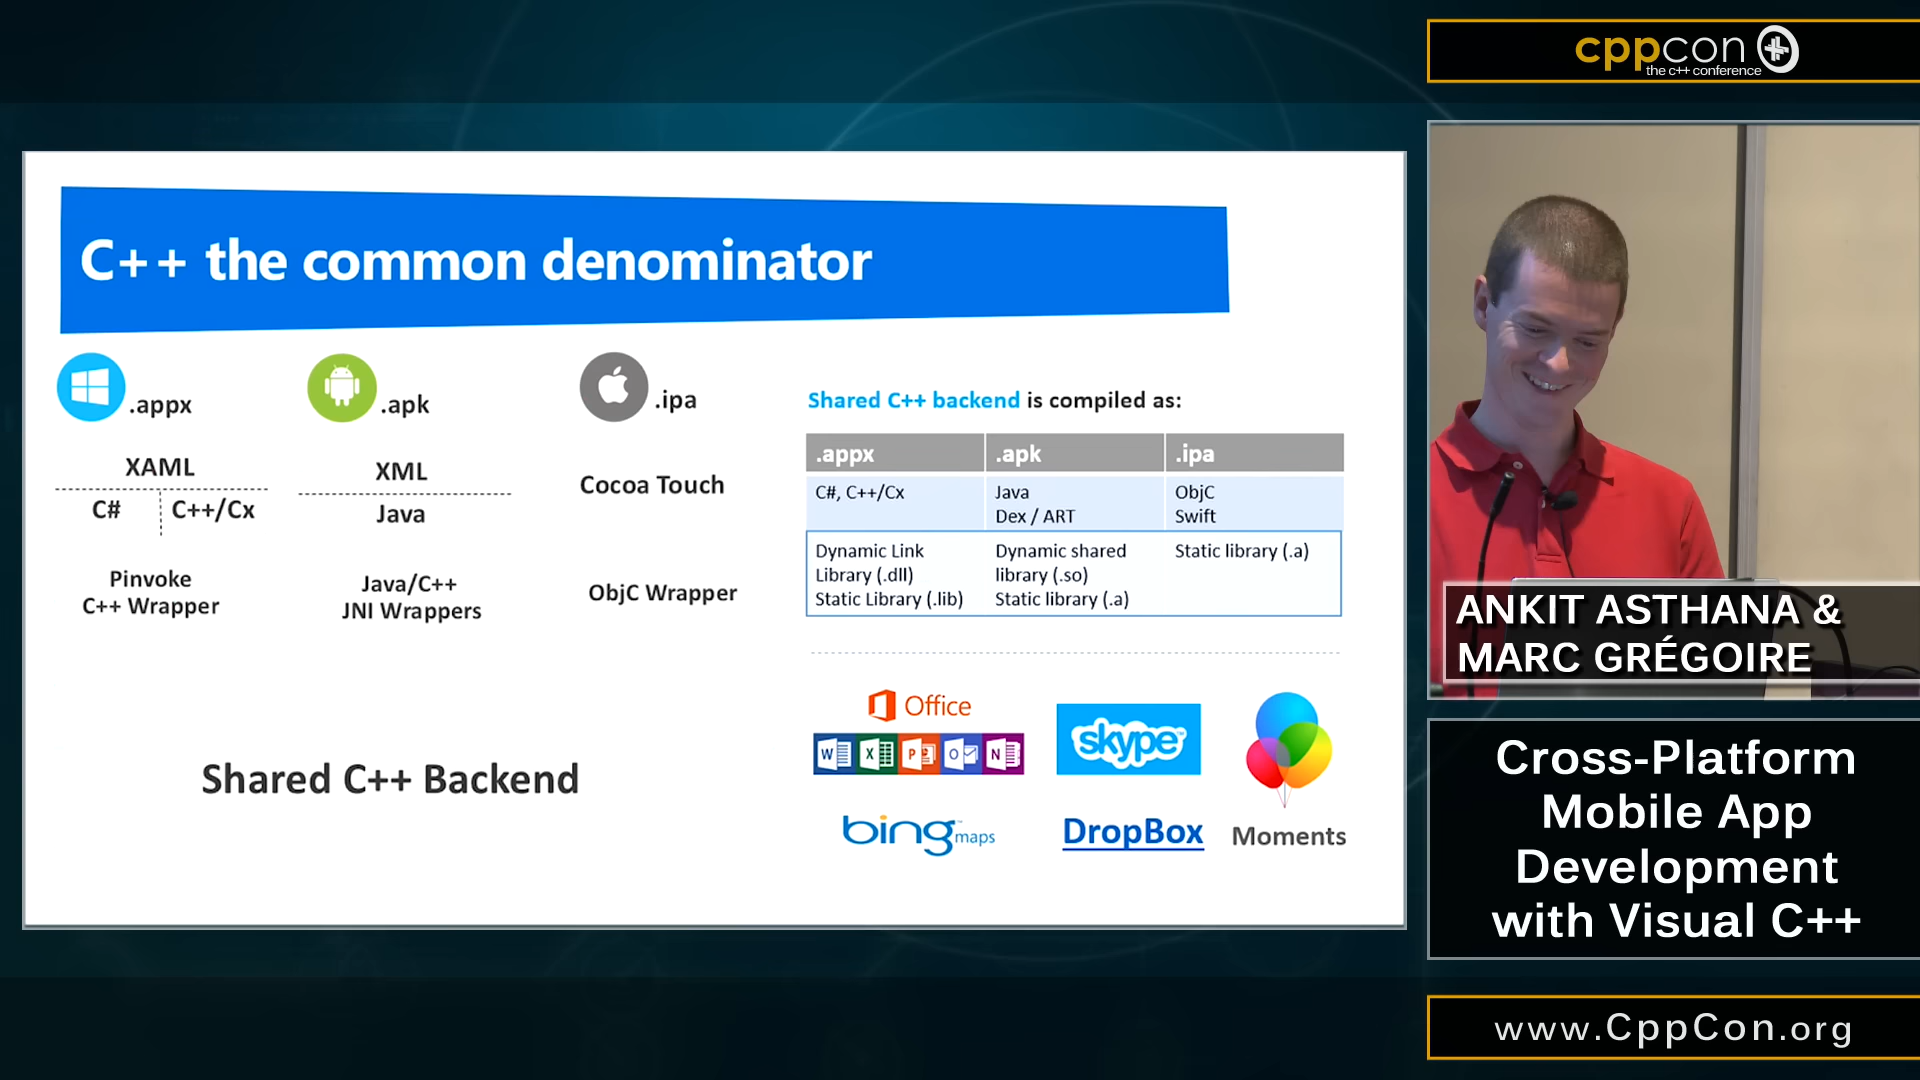 cppcon
the c++ conference
C++ the common denominator
.appx
.apk
.ipa
XAML
C#
C++/Cx
XML
Java
Cocoa Touch
Pinvoke
C++ Wrapper
Java/C++
JNI Wrappers
ObjC Wrapper
Shared C++ Backend
Shared C++ backend is compiled as:
.appx
.apk
.ipa
C#, C++/Cx
Java
Dex / ART
ObjC
Swift
Dynamic Link
Library (.dll)
Static Library (.lib)
Dynamic shared
library (.so)
Static library (.a)
Static library (.a)
Office
W
X
P
O
N
skype
bing maps
DropBox
Moments
ANKIT ASTHANA &
MARC GRÉGOIRE
Cross-Platform
Mobile App
Development
with Visual C++
www.CppCon.org